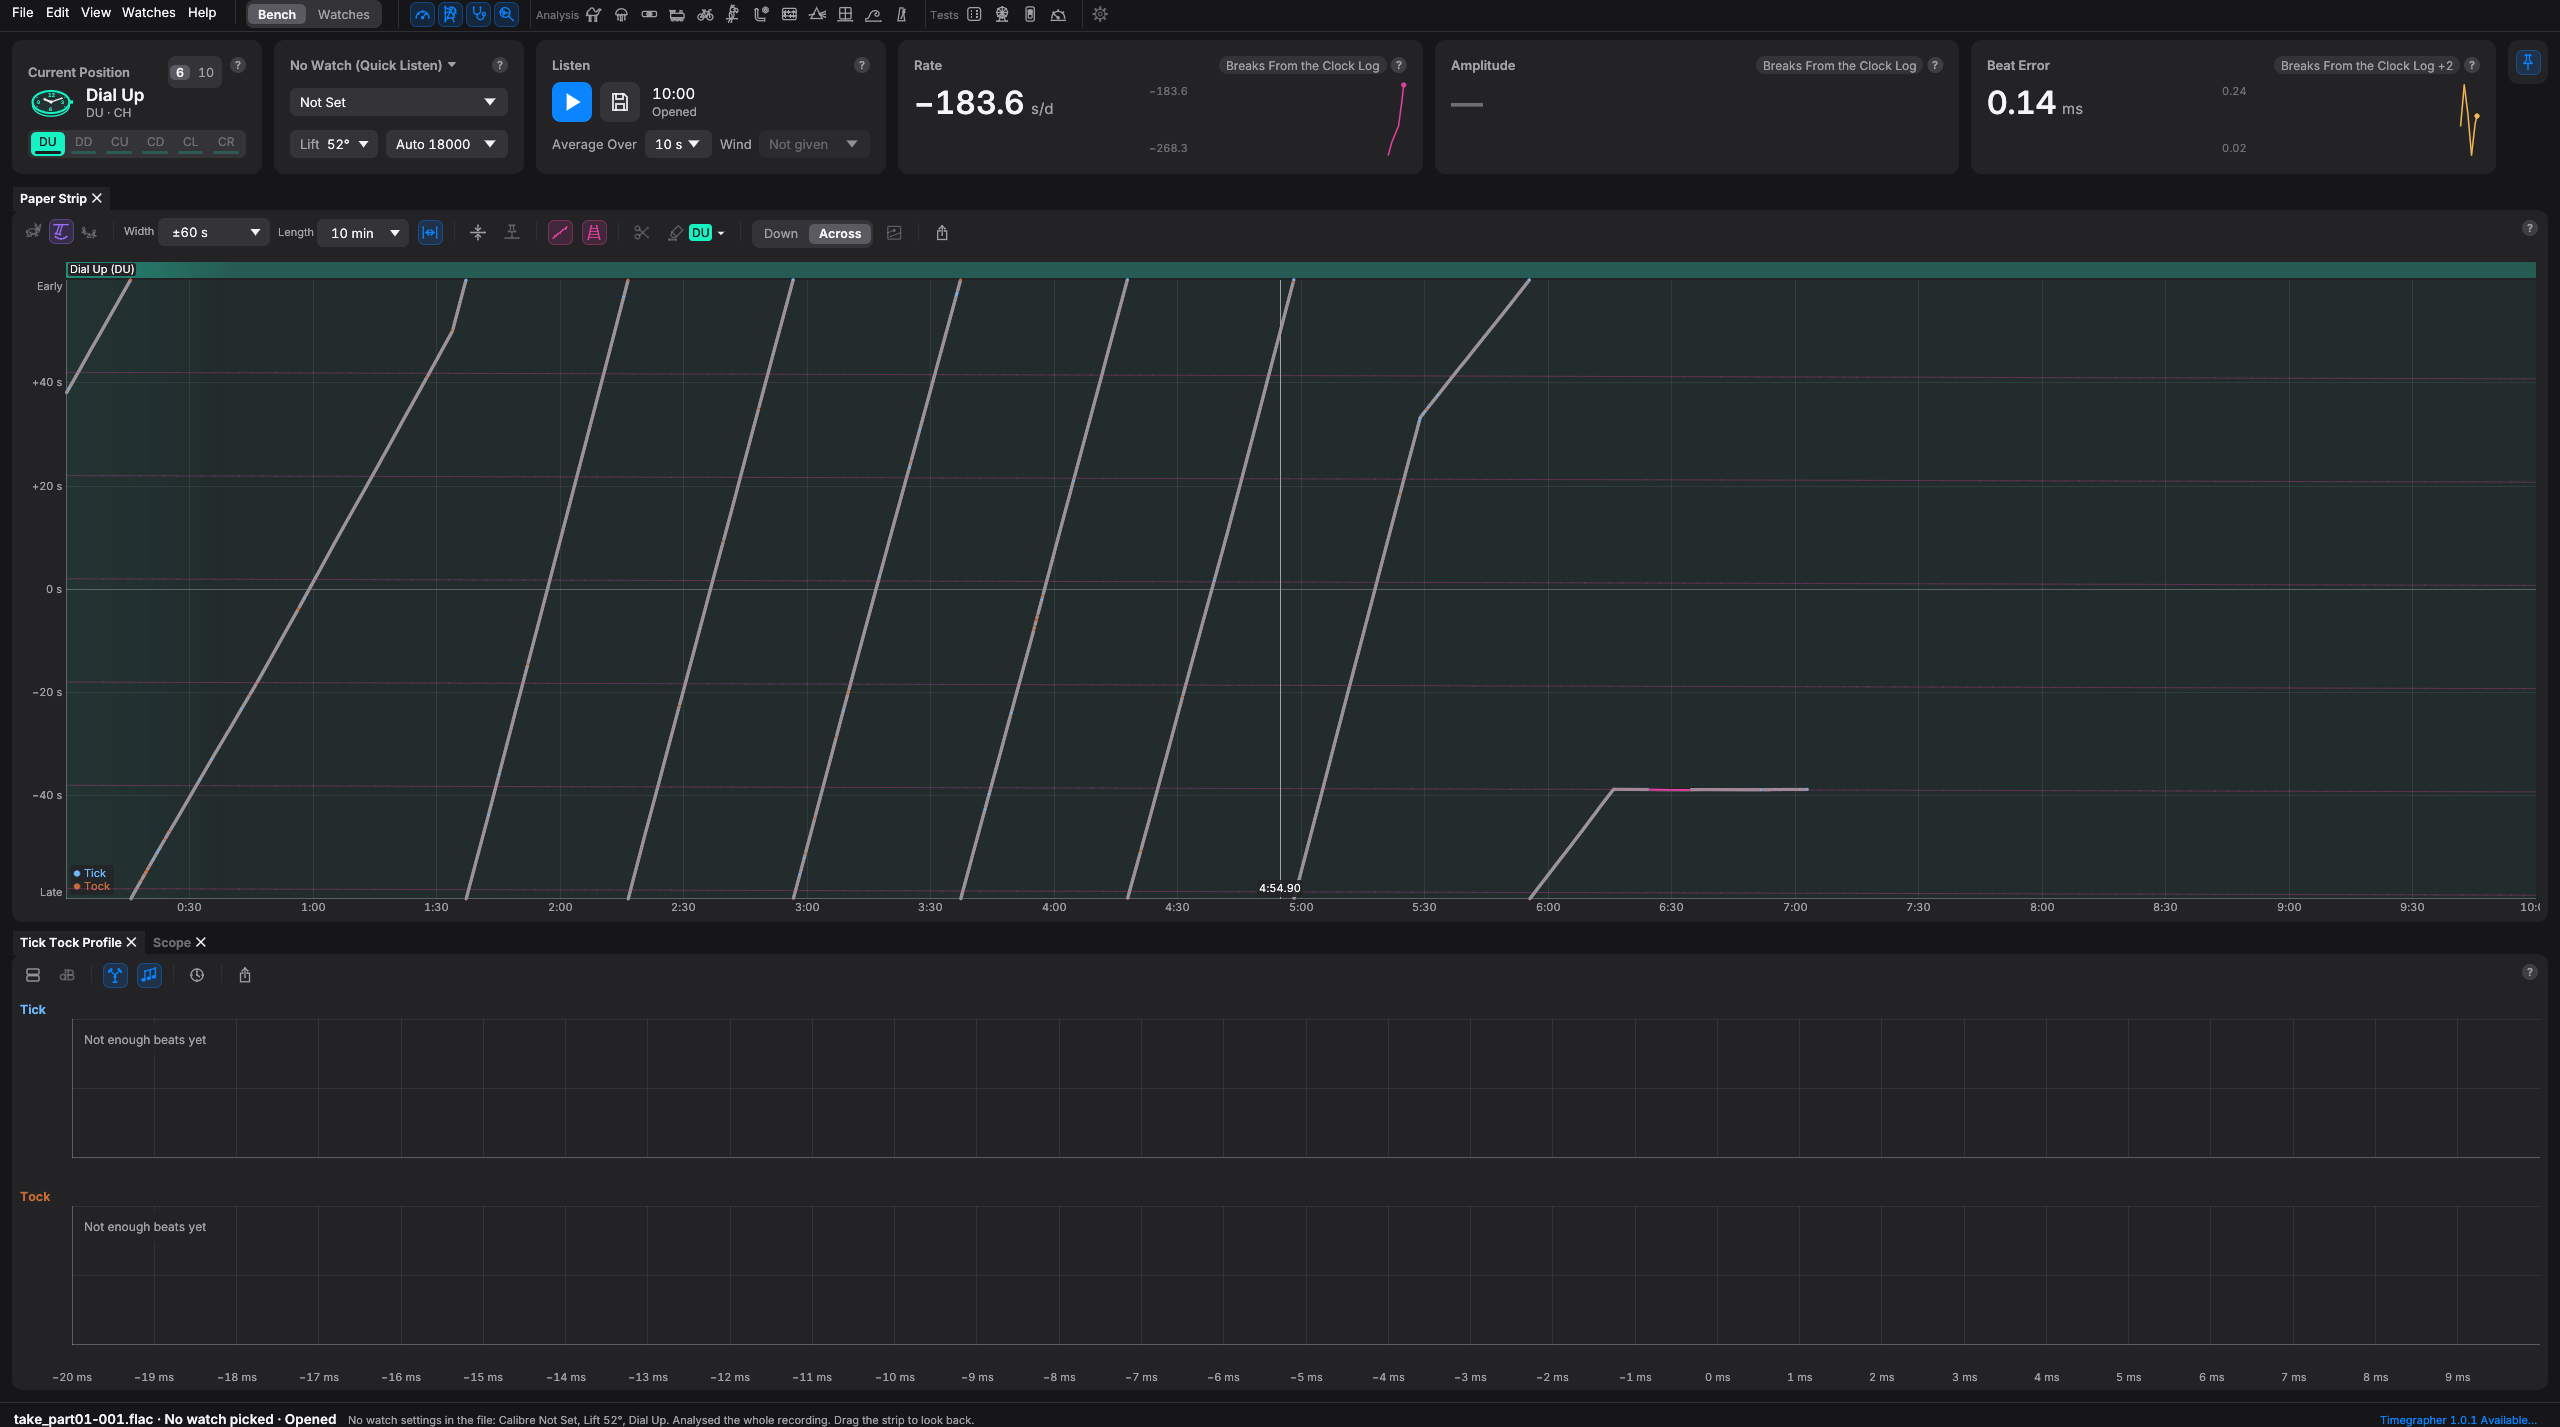 File Edit View Watches Help Bench Watches Analysis Tests
Current Position 6 10 ?
Dial Up
DU · CH
DU DD CU CD CL CR
No Watch (Quick Listen) ?
Not Set
Lift 52° Auto 18000
Listen ?
10:00
Opened
Average Over 10 s Wind Not given
Rate Breaks From the Clock Log ?
−183.6 s/d
−183.6
−268.3
Amplitude Breaks From the Clock Log ?
—
Beat Error Breaks From the Clock Log +2 ?
0.14 ms
0.24
0.02
Paper Strip
Width ±60 s Length 10 min DU Down Across ?
Dial Up (DU)
Early
+40 s
+20 s
0 s
−20 s
−40 s
Late
Tick
Tock
4:54.90
0:30 1:00 1:30 2:00 2:30 3:00 3:30 4:00 4:30 5:00 5:30 6:00 6:30 7:00 7:30 8:00 8:30 9:00 9:30
Tick Tock Profile Scope
dB ?
Tick
Not enough beats yet
Tock
Not enough beats yet
−20 ms −19 ms −18 ms −17 ms −16 ms −15 ms −14 ms −13 ms −12 ms −11 ms −10 ms −9 ms −8 ms −7 ms −6 ms −5 ms −4 ms −3 ms −2 ms −1 ms 0 ms 1 ms 2 ms 3 ms 4 ms 5 ms 6 ms 7 ms 8 ms 9 ms
take_part01-001.flac · No watch picked · Opened No watch settings in the file: Calibre Not Set, Lift 52°, Dial Up. Analysed the whole recording. Drag the strip to look back. Timegrapher 1.0.1 Available...